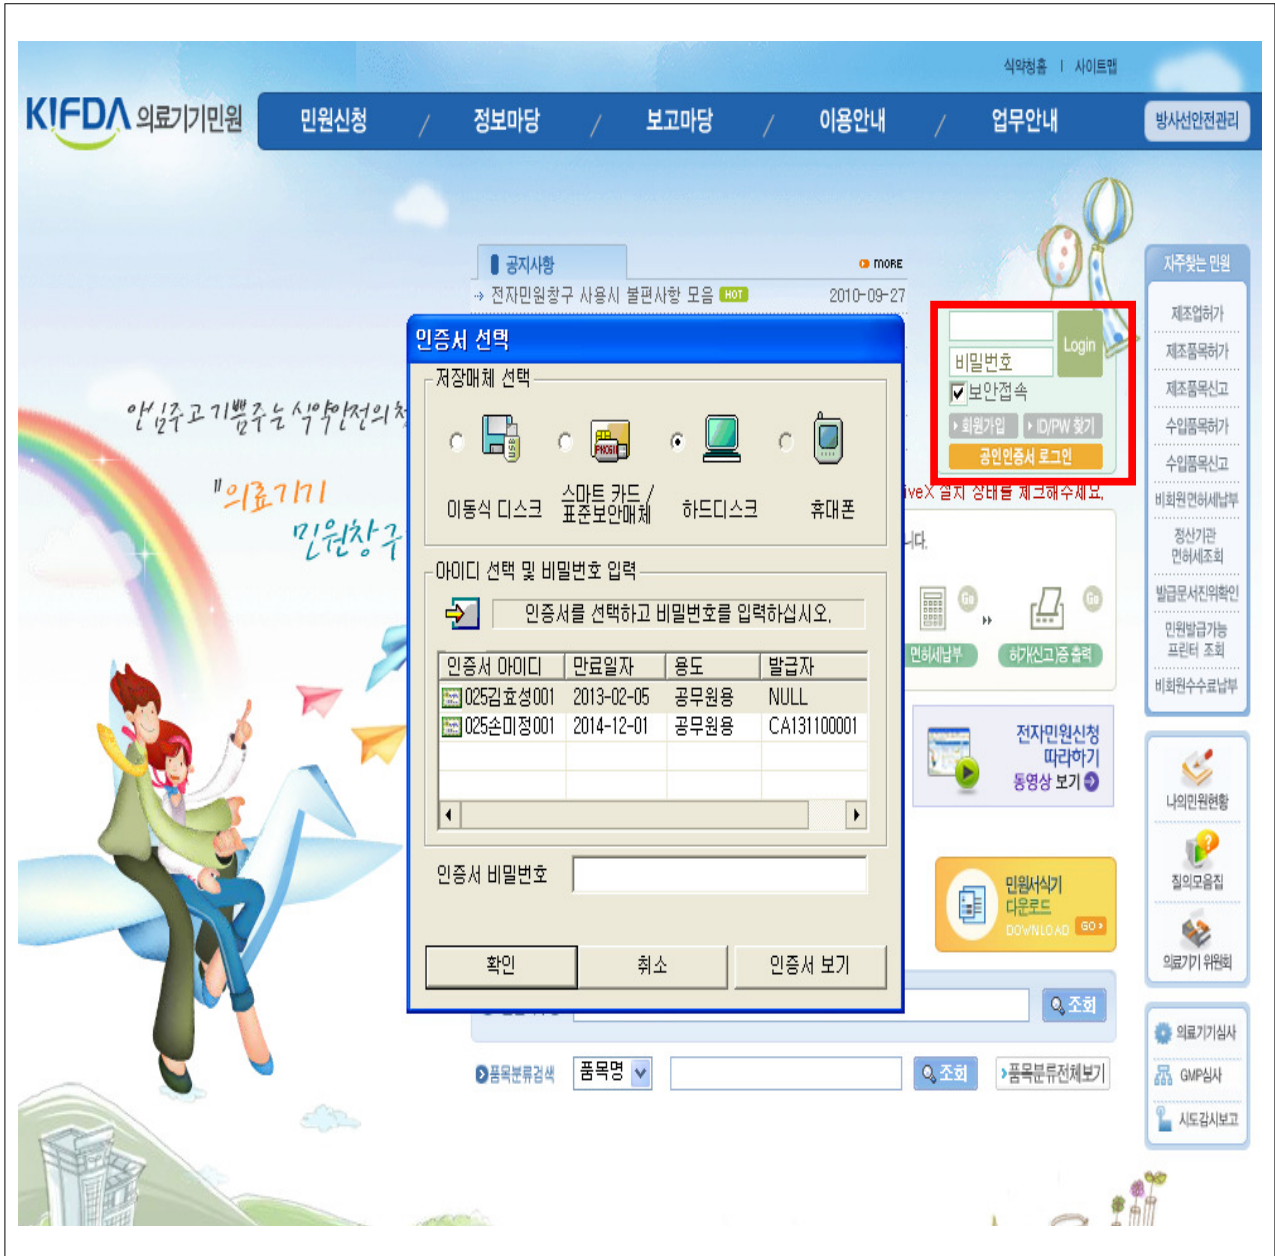 식약청홈 | 사이트맵
KIFDA 의료기기민원
민원신청 / 정보마당 / 보고마당 / 이용안내 / 업무안내
방사선안전관리
공지사항
MORE
전자민원창구 사용시 불편사항 모음 HOT 2010-09-27
안심주고 기쁨주는 식약안전의
"의료기기
민원창구
인증서 선택
저장매체 선택
이동식 디스크
스마트 카드/
표준보안매체
하드디스크
휴대폰
아이디 선택 및 비밀번호 입력
인증서를 선택하고 비밀번호를 입력하십시오.
인증서 아이디 만료일자 용도 발급자
025김효성001 2013-02-05 공무원용 NULL
025손미정001 2014-12-01 공무원용 CA131100001
인증서 비밀번호
확인
취소
인증서 보기
비밀번호
Login
보안접속
회원가입
ID/PW 찾기
공인인증서 로그인
iveX 설치 상태를 체크해주세요.
니다.
Go
Go
면허세납부
허가(신고)증 출력
전자민원신청
따라하기
동영상 보기
민원서식기
다운로드
DOWNLOAD GO
조회
품목분류검색
품목명
조회
품목분류전체보기
자주찾는 민원
제조업허가
제조품목허가
제조품목신고
수입품목허가
수입품목신고
비회원면허세납부
정산기관
면허세조회
발급문서진위확인
민원발급가능
프린터 조회
비회원수수료납부
나의민원현황
질의모음집
의료기기 위원회
의료기기심사
GMP심사
시도감시보고